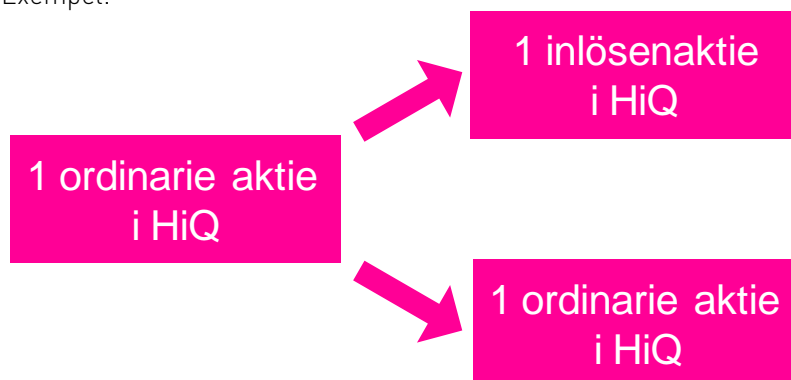 Exempel:
1 inlösenaktie
i HiQ
1 ordinarie aktie
i HiQ
1 ordinarie aktie
i HiQ